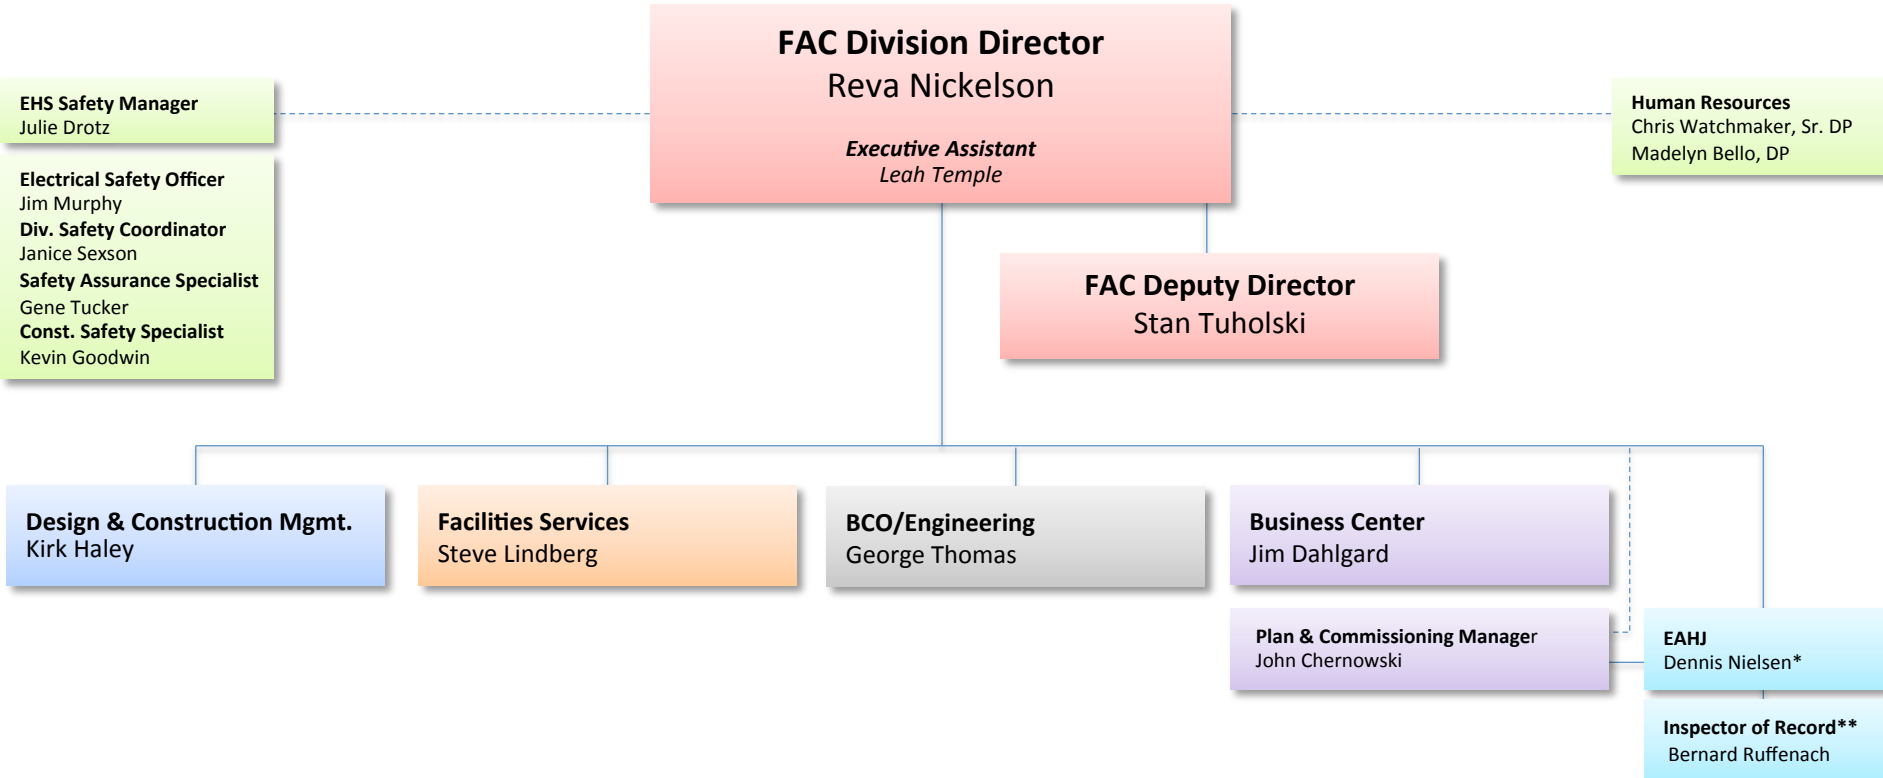 FAC Division Director
Reva Nickelson
Executive Assistant
Leah Temple
EHS Safety Manager
Julie Drotz
Human Resources
Chris Watchmaker, Sr. DP
Madelyn Bello, DP
Electrical Safety Officer
Jim Murphy
Div. Safety Coordinator
Janice Sexson
Safety Assurance Specialist
Gene Tucker
Const. Safety Specialist
Kevin Goodwin
FAC Deputy Director
Stan Tuholski
Design & Construction Mgmt.
Kirk Haley
Facilities Services
Steve Lindberg
BCO/Engineering
George Thomas
Business Center
Jim Dahlgard
Plan & Commissioning Manager
John Chernowski
EAHJ
Dennis Nielsen*
Inspector of Record**
Bernard Ruffenach